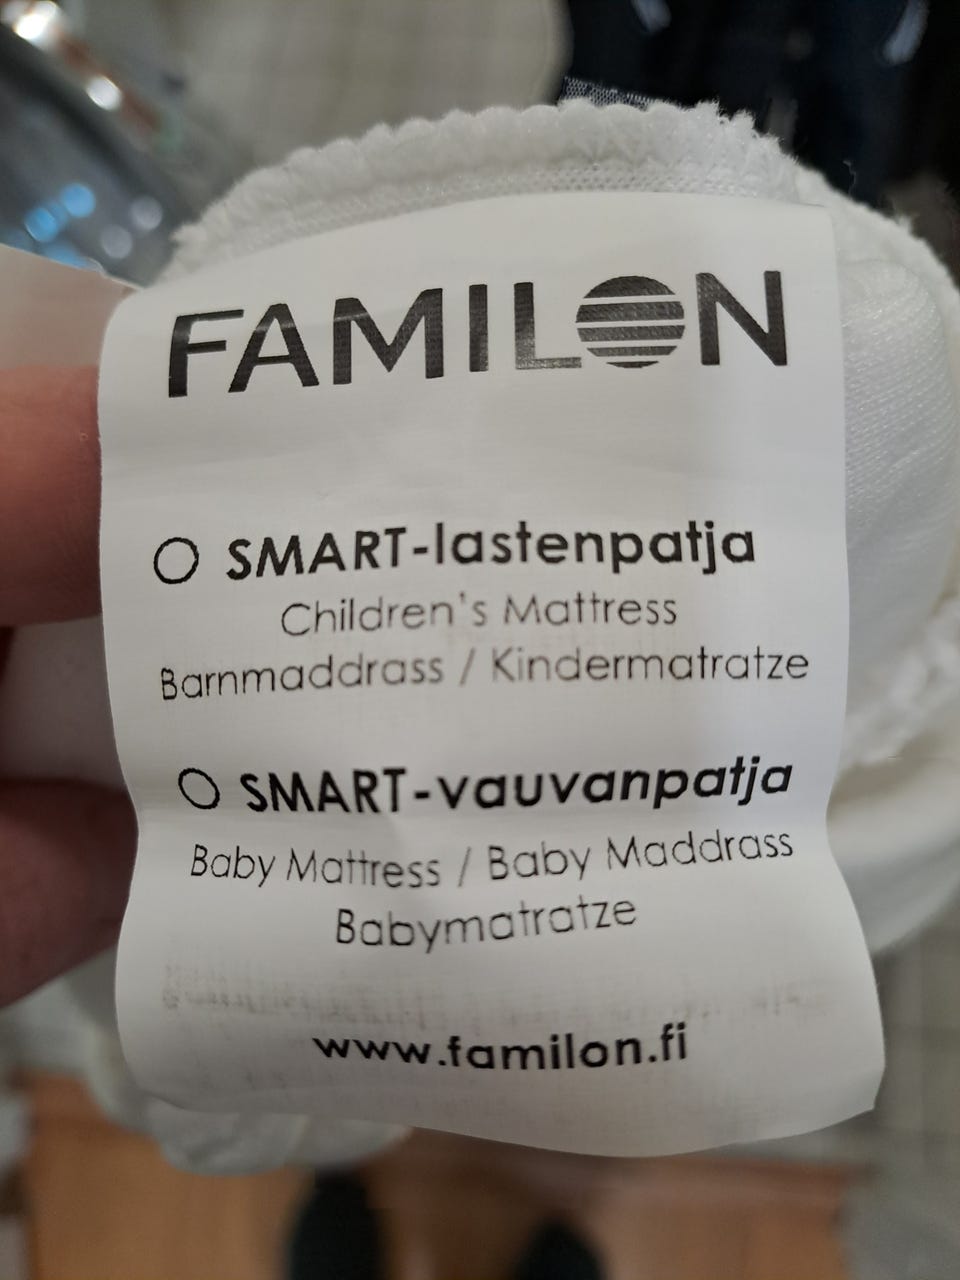 FAMILON
SMART-lastenpatja
Children's Mattress
Barnmaddrass / Kindermatratze
SMART-vauvanpatja
Baby Mattress / Baby Maddrass
Babymatratze
www.familon.fi